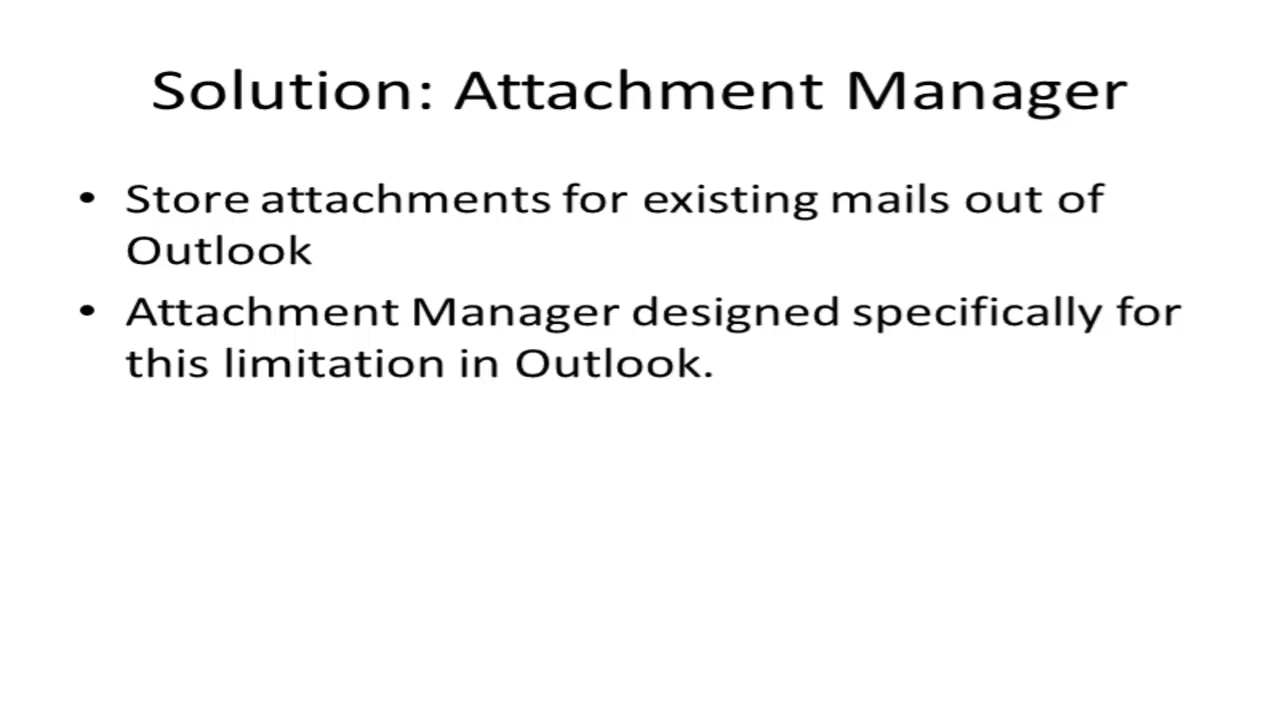 Solution: Attachment Manager
• Store attachments for existing mails out of
Outlook
• Attachment Manager designed specifically for
this limitation in Outlook.